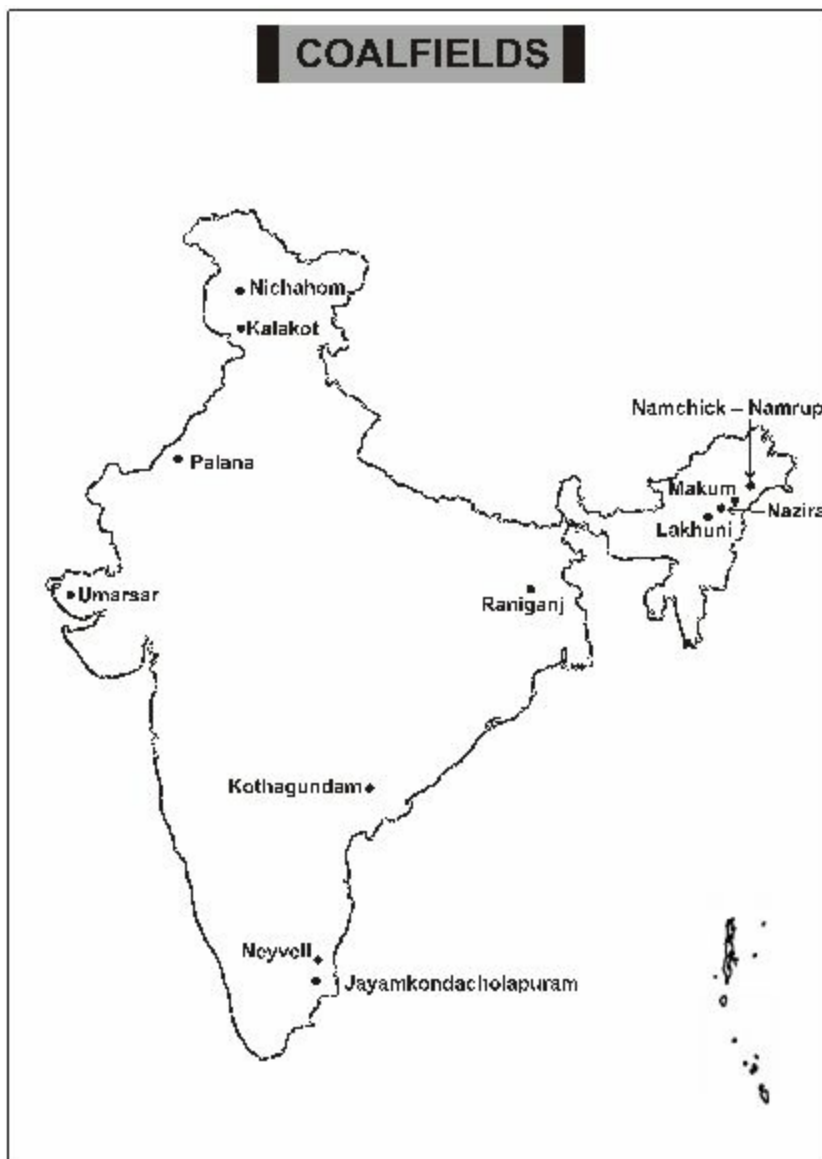 COALFIELDS
Nichahom
Kalakot
Namchick – Namrup
Palana
Makum
Nazira
Lakhuni
Umarsar
Raniganj
Kothagundam
Neyveli
Jayamkondacholapuram